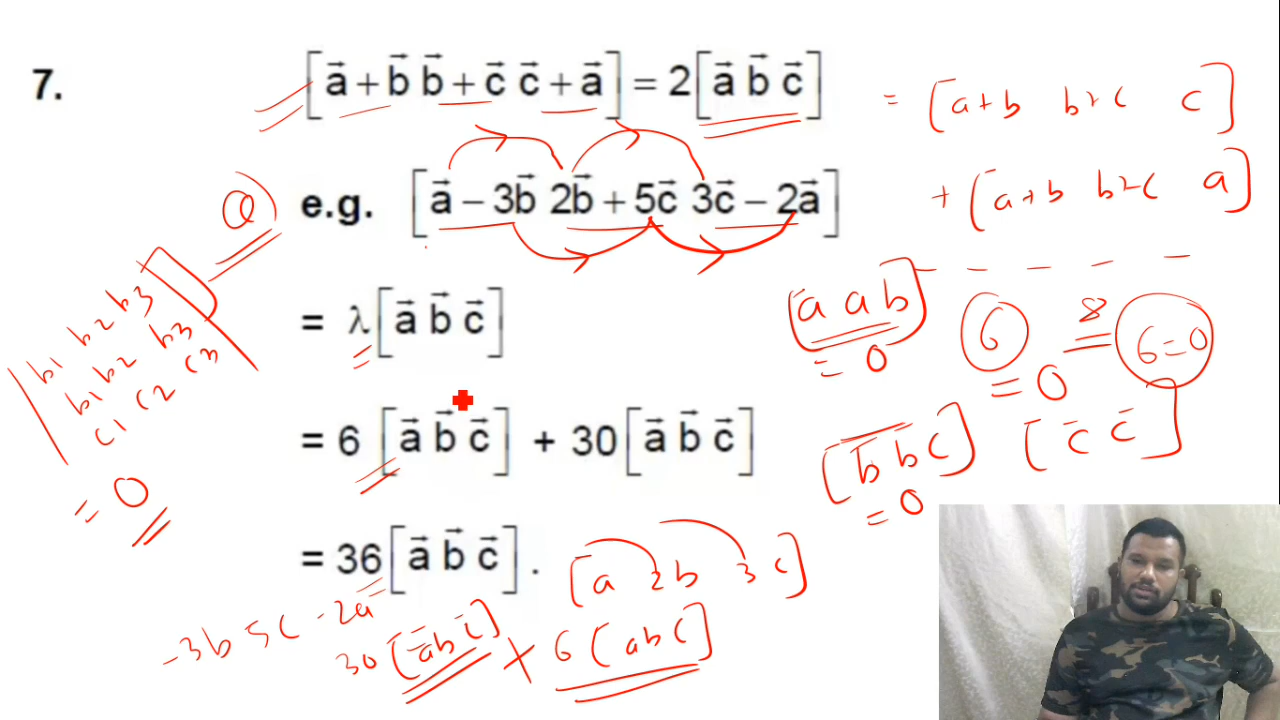 7. [a⃗ + b⃗ b⃗ + c⃗ c⃗ + a⃗] = 2[a⃗ b⃗ c⃗]
= [a+b b+c c]
+ [a+b b+c a]
e.g. [a⃗ − 3b⃗ 2b⃗ + 5c⃗ 3c⃗ − 2a⃗]
Q
= λ[a⃗ b⃗ c⃗]
[a a b] = 0
6 = 0
8
6=0
b1 b2 b3
b1 b2 b3
c1 c2 c3
= 0
= 6 [a⃗ b⃗ c⃗] + 30[a⃗ b⃗ c⃗]
[b b c] = 0
[c c ]
= 36[a⃗ b⃗ c⃗].
[a 2b 3c]
-3b 5c -2a
30 [a b c] + 6 [a b c]